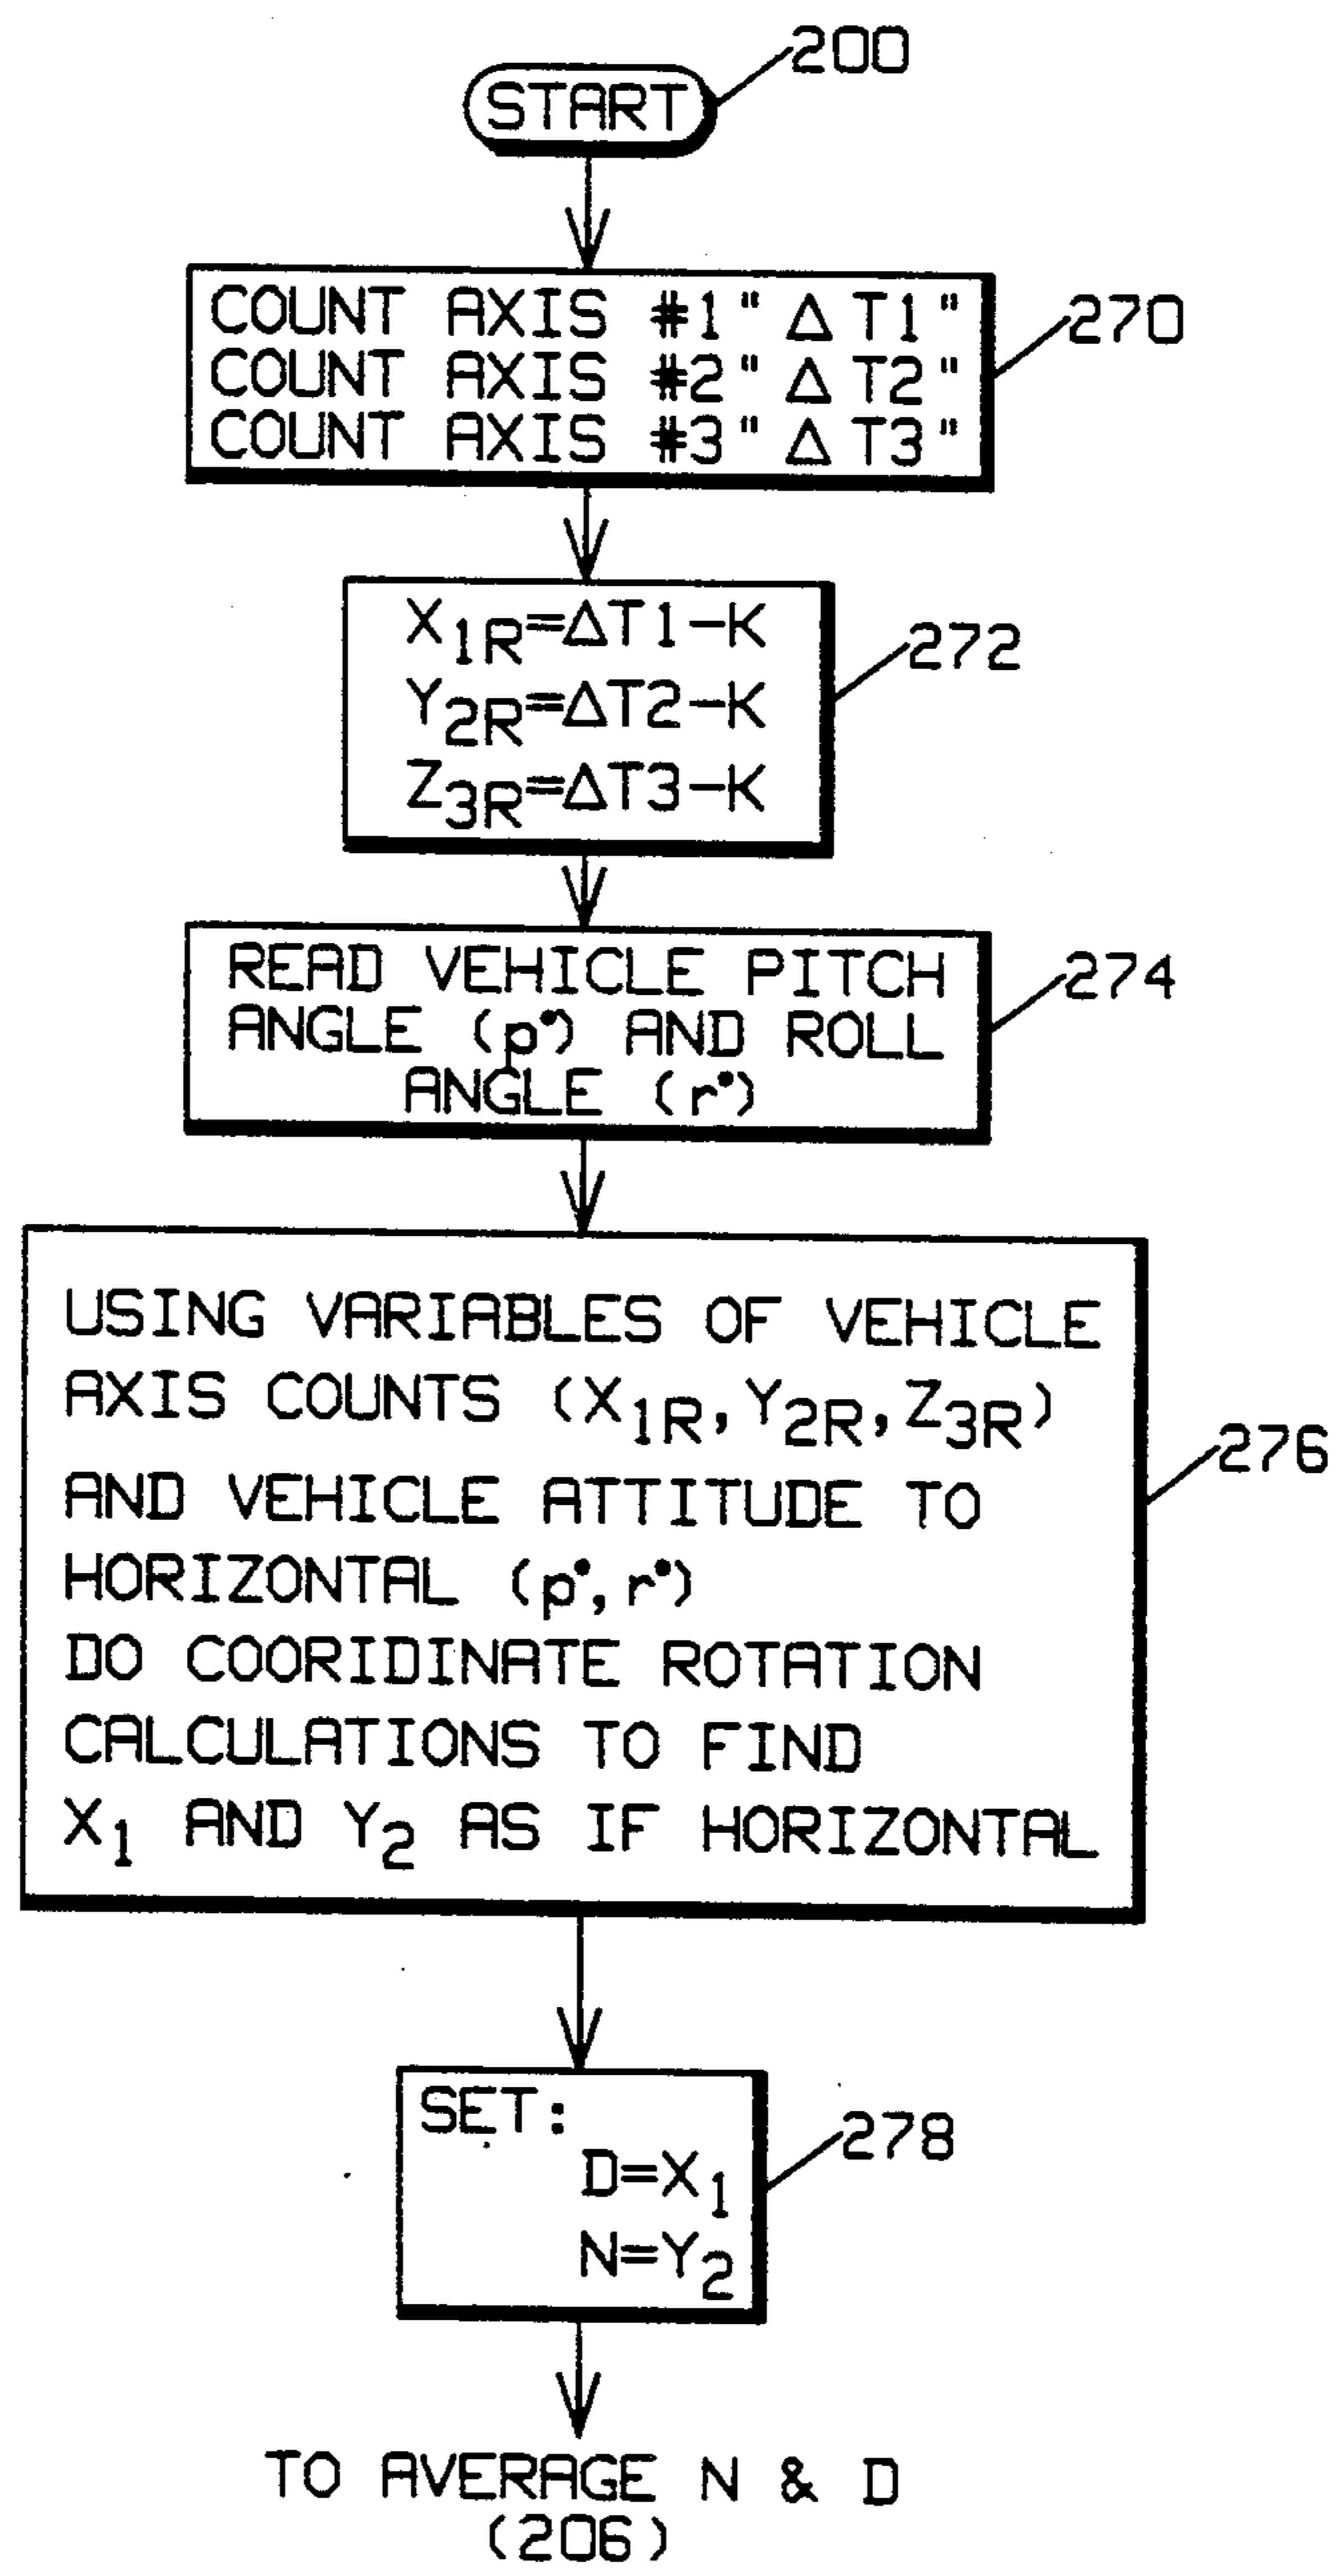 200
START
COUNT AXIS #1" Δ T1"
COUNT AXIS #2" Δ T2"
COUNT AXIS #3" Δ T3"
270
X1R=ΔT1-K
Y2R=ΔT2-K
Z3R=ΔT3-K
272
READ VEHICLE PITCH
ANGLE (p°) AND ROLL
ANGLE (r°)
274
USING VARIABLES OF VEHICLE
AXIS COUNTS (X1R, Y2R, Z3R)
AND VEHICLE ATTITUDE TO
HORIZONTAL (p°, r°)
DO COORIDINATE ROTATION
CALCULATIONS TO FIND
X1 AND Y2 AS IF HORIZONTAL
276
SET:
D=X1
N=Y2
278
TO AVERAGE N & D
(206)